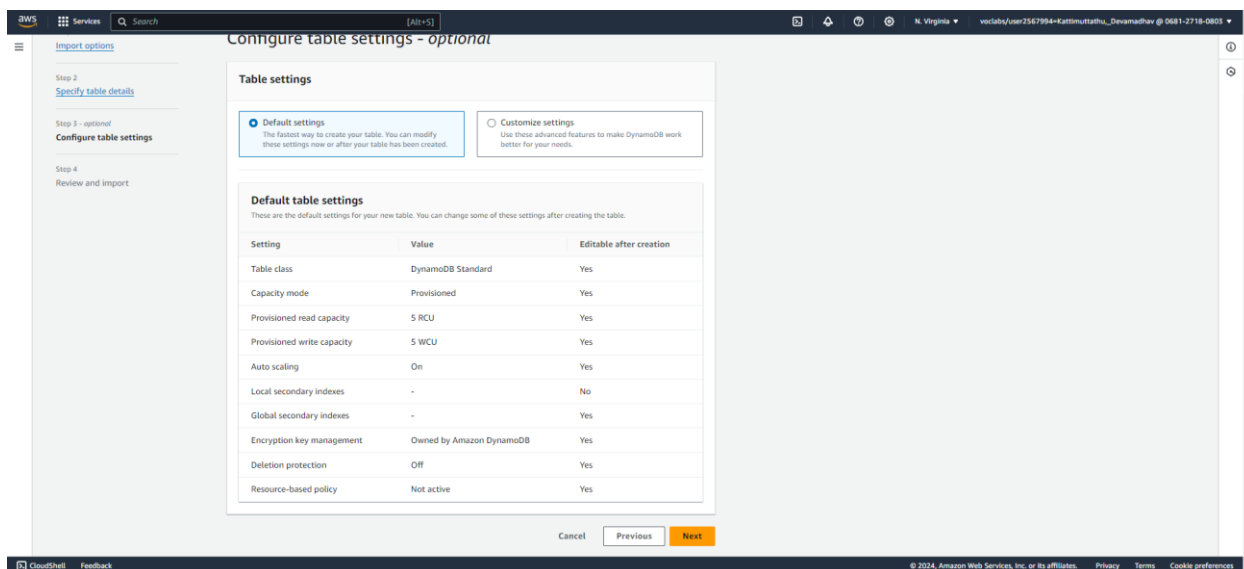 aws
Services
Search
[Alt+S]
N. Virginia
voclabs/user2567994=Kattimuttathu,_Devamadhav @ 0681-2718-0803
Import options
Step 2
Specify table details
Step 3 - optional
Configure table settings
Step 4
Review and import
Configure table settings - optional
Table settings
Default settings
The fastest way to create your table. You can modify
these settings now or after your table has been created.
Customize settings
Use these advanced features to make DynamoDB work
better for your needs.
Default table settings
These are the default settings for your new table. You can change some of these settings after creating the table.
Setting Value Editable after creation
Table class DynamoDB Standard Yes
Capacity mode Provisioned Yes
Provisioned read capacity 5 RCU Yes
Provisioned write capacity 5 WCU Yes
Auto scaling On Yes
Local secondary indexes - No
Global secondary indexes - Yes
Encryption key management Owned by Amazon DynamoDB Yes
Deletion protection Off Yes
Resource-based policy Not active Yes
Cancel Previous Next
CloudShell Feedback © 2024, Amazon Web Services, Inc. or its affiliates. Privacy Terms Cookie preferences